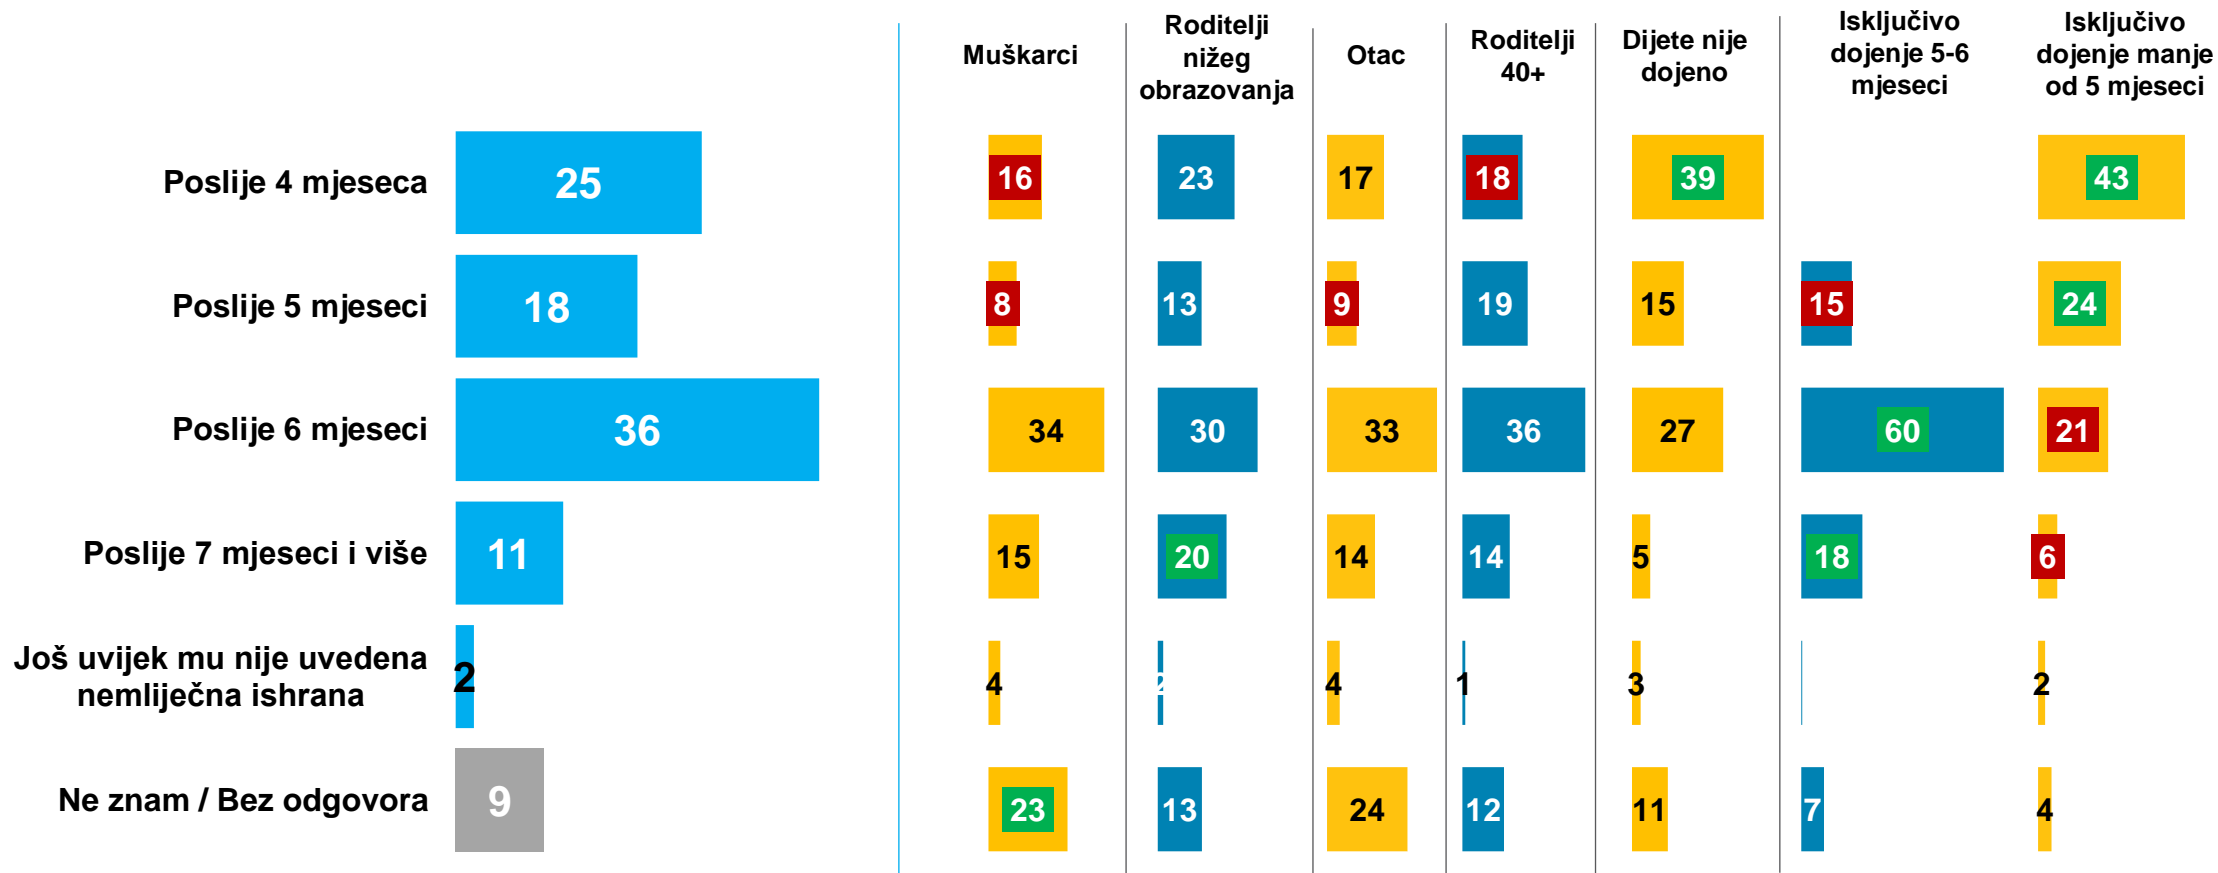 Muškarci
Roditelji
nižeg
obrazovanja
Otac
Roditelji
40+
Dijete nije
dojeno
Isključivo
dojenje 5-6
mjeseci
Isključivo
dojenje manje
od 5 mjeseci
Poslije 4 mjeseca 25 16 23 17 18 39 43
Poslije 5 mjeseci 18 8 13 9 19 15 15 24
Poslije 6 mjeseci 36 34 30 33 36 27 60 21
Poslije 7 mjeseci i više 11 15 20 14 14 5 18 6
Još uvijek mu nije uvedena
nemliječna ishrana 2 4 2 4 1 3 2
Ne znam / Bez odgovora 9 23 13 24 12 11 7 4